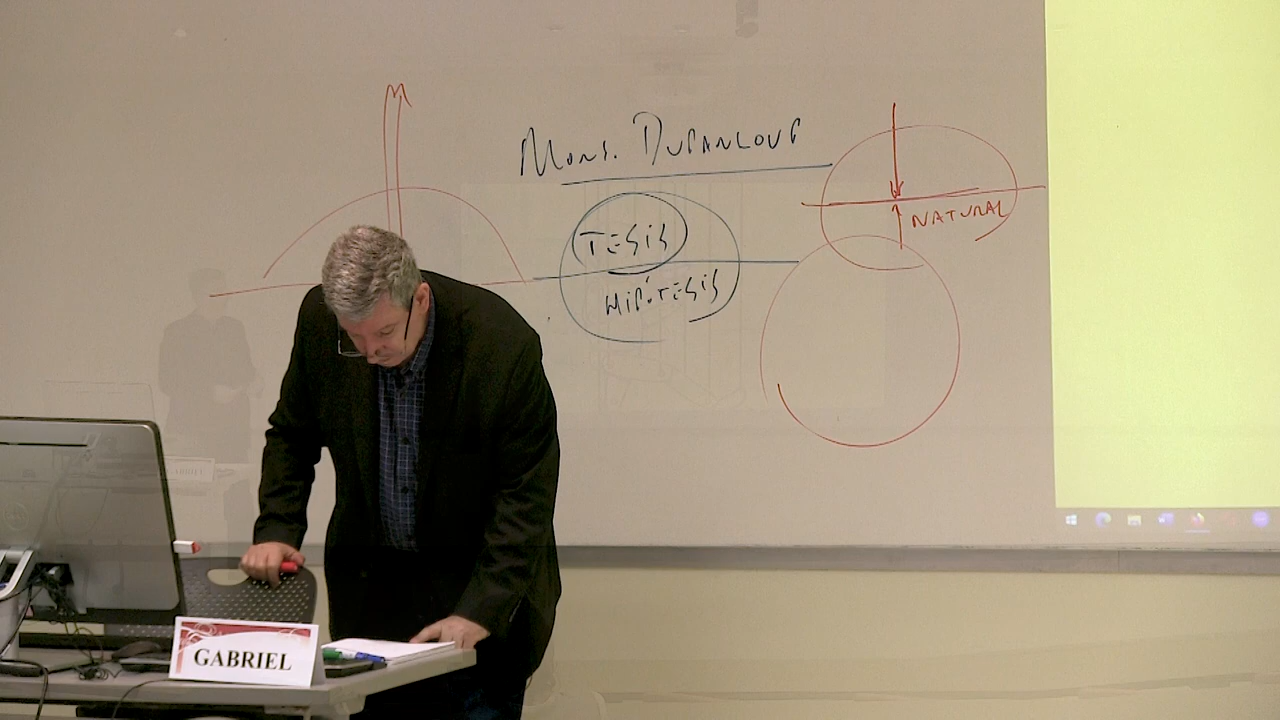 MONS. DUPANLOUP
TESIS
HIPÓTESIS
NATURAL
GABRIEL